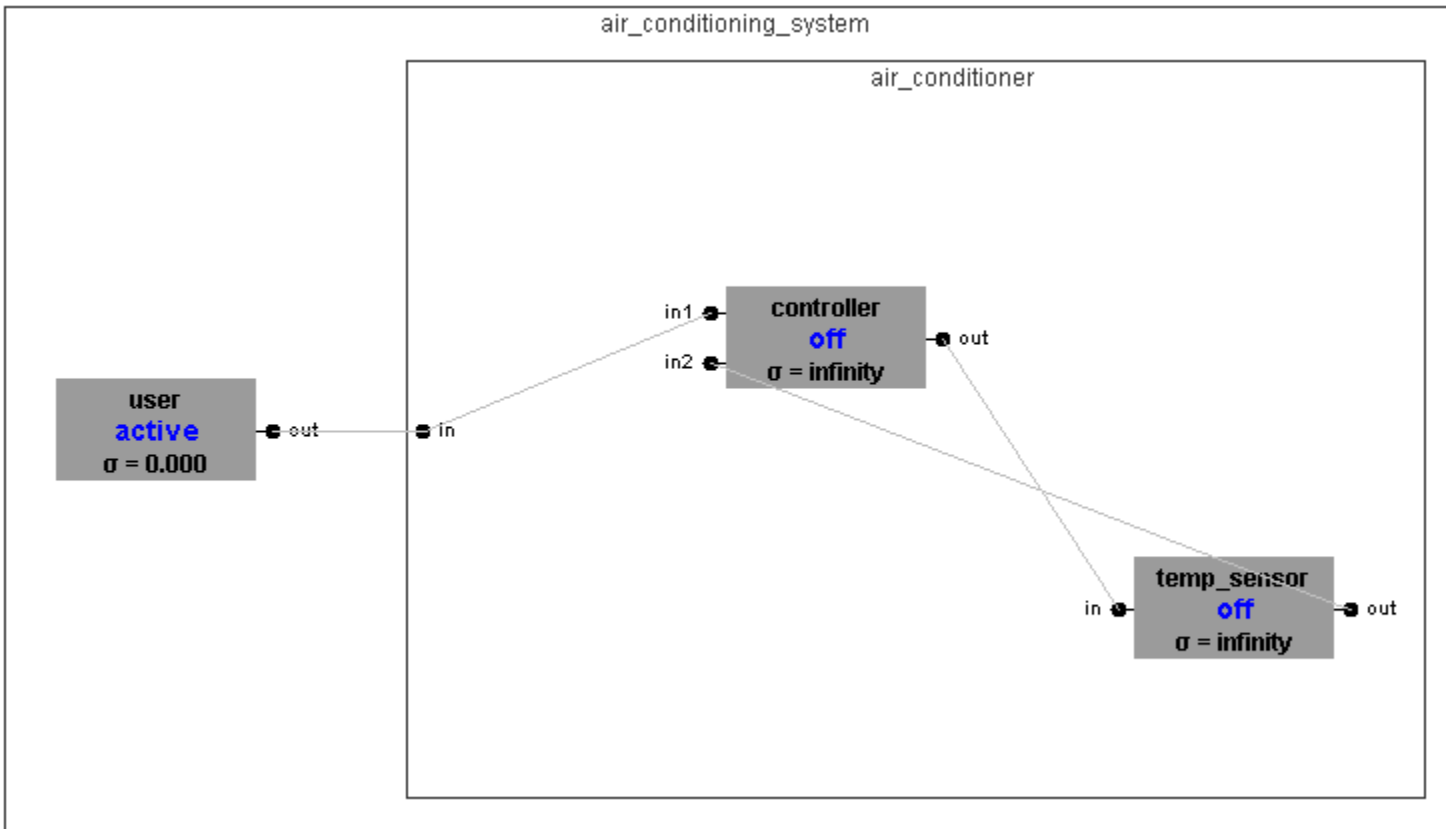 air_conditioning_system
air_conditioner
in1
controller
off
σ = infinity
out
in2
user
active
σ = 0.000
out
in
temp_sensor
off
σ = infinity
in
out